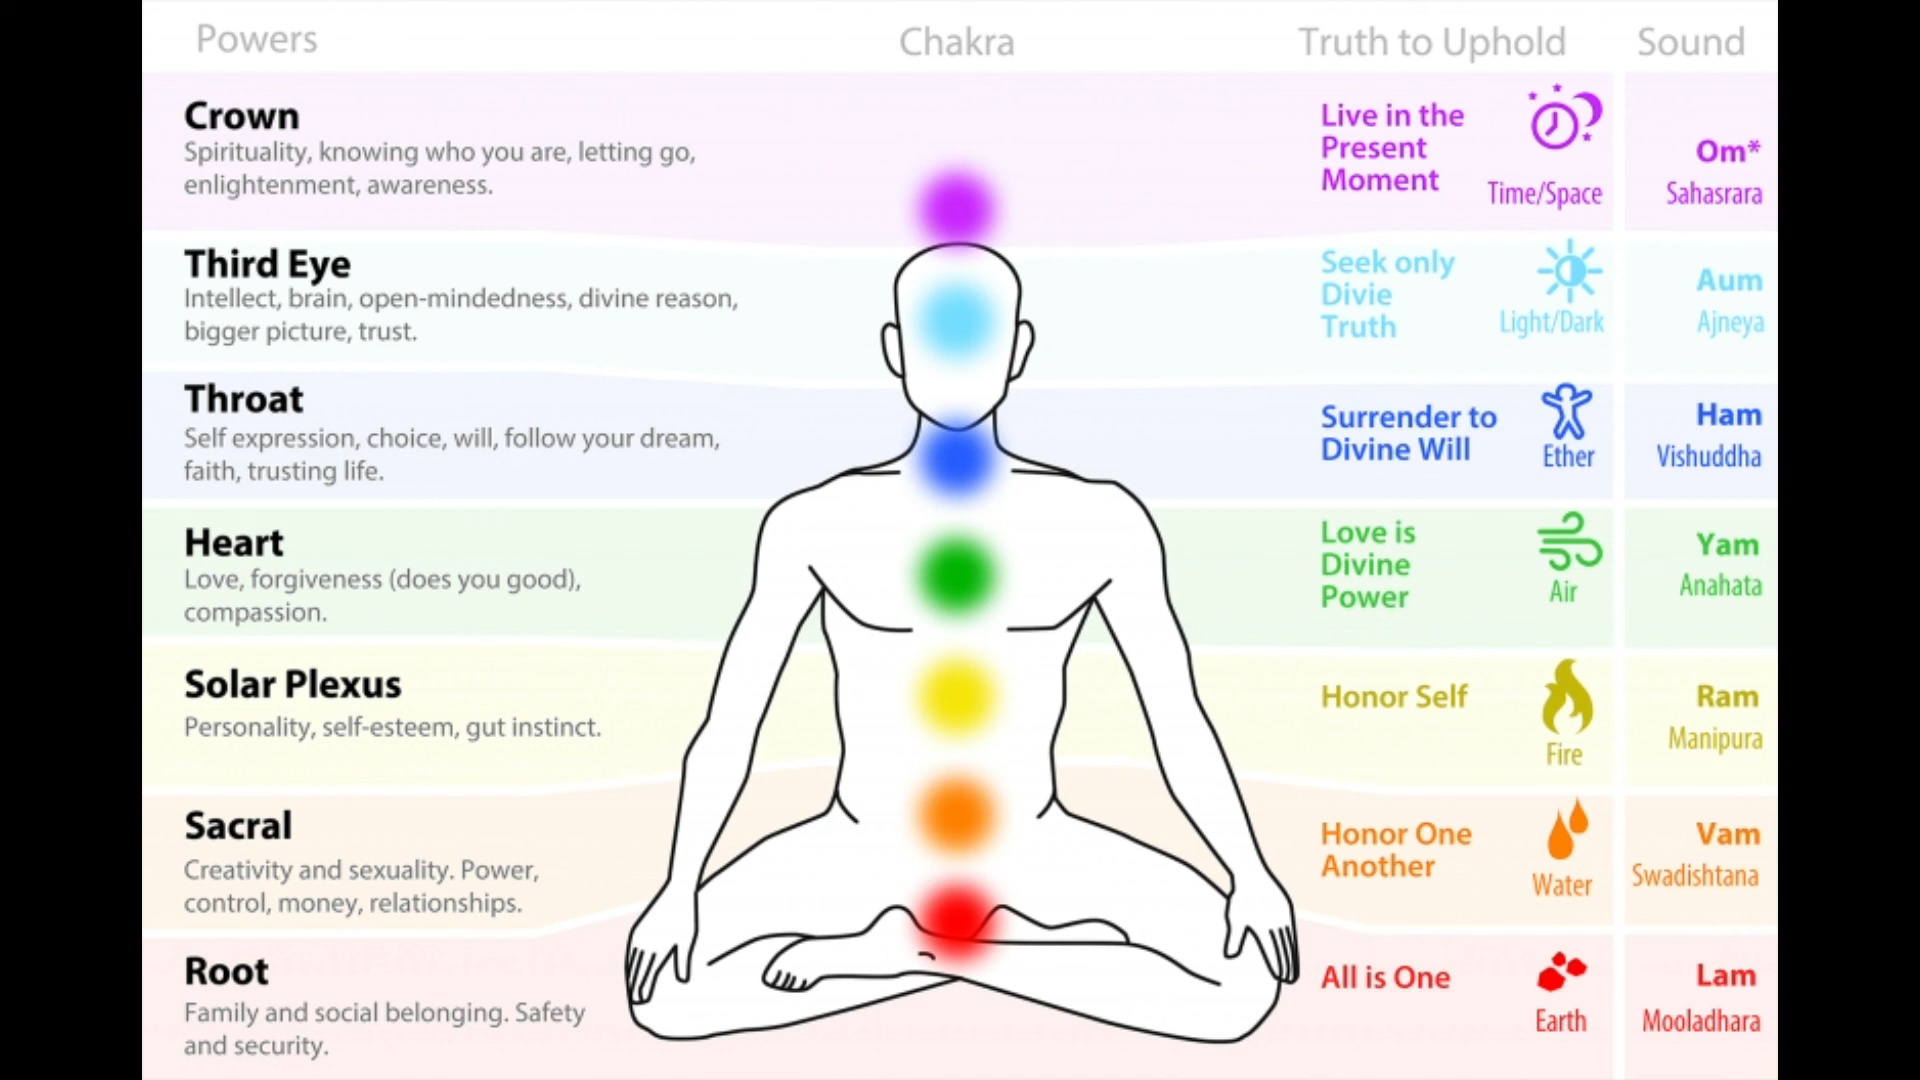 Powers
Chakra
Truth to Uphold
Sound
Crown
Spirituality, knowing who you are, letting go,
enlightenment, awareness.
Live in the
Present
Moment
Time/Space
Om*
Sahasrara
Third Eye
Intellect, brain, open-mindedness, divine reason,
bigger picture, trust.
Seek only
Divie
Truth
Light/Dark
Aum
Ajneya
Throat
Self expression, choice, will, follow your dream,
faith, trusting life.
Surrender to
Divine Will
Ether
Ham
Vishuddha
Heart
Love, forgiveness (does you good),
compassion.
Love is
Divine
Power
Air
Yam
Anahata
Solar Plexus
Personality, self-esteem, gut instinct.
Honor Self
Fire
Ram
Manipura
Sacral
Creativity and sexuality. Power,
control, money, relationships.
Honor One
Another
Water
Vam
Swadishtana
Root
Family and social belonging. Safety
and security.
All is One
Earth
Lam
Mooladhara